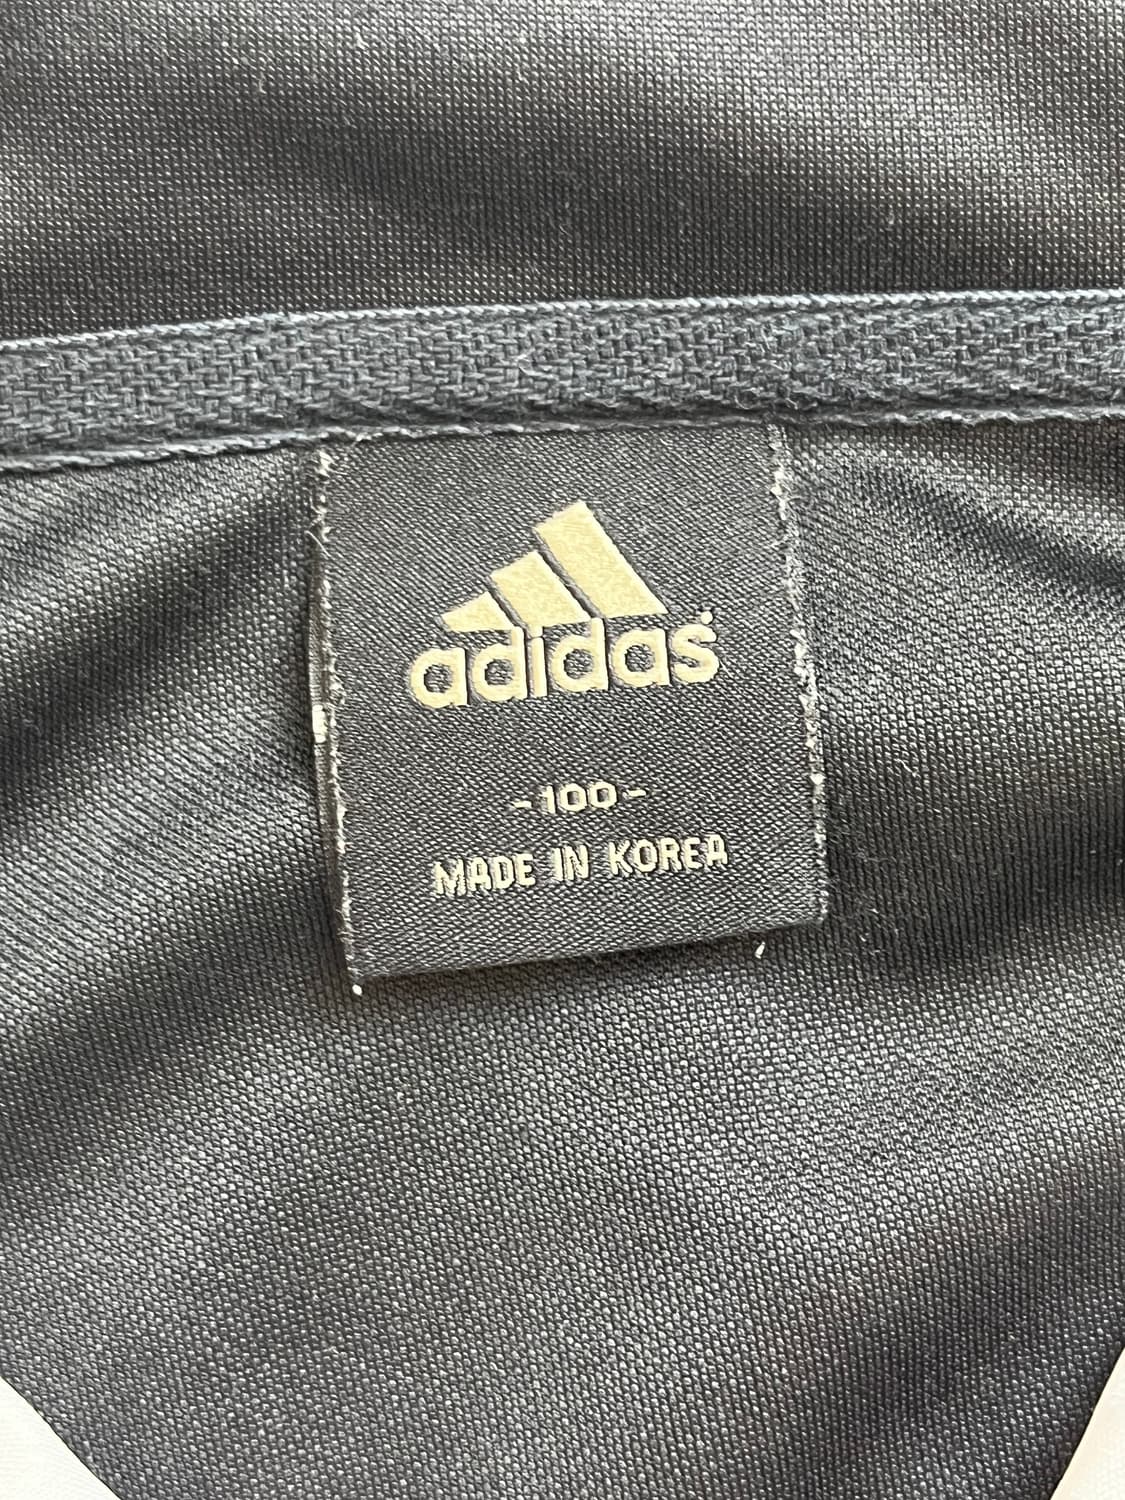 adidas
-100-
MADE IN KOREA